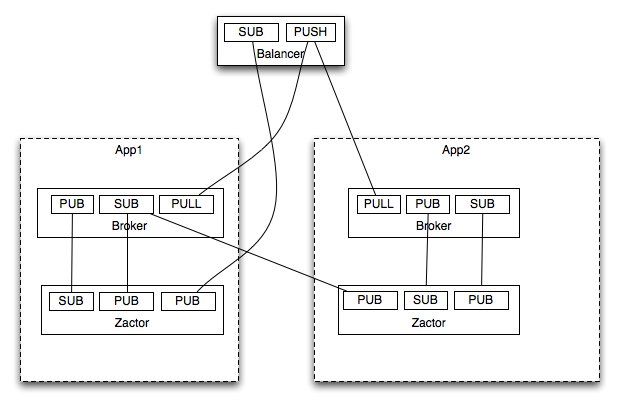 SUB PUSH
Balancer
App1
App2
PUB SUB PULL
Broker
PULL PUB SUB
Broker
SUB PUB PUB
Zactor
PUB SUB PUB
Zactor